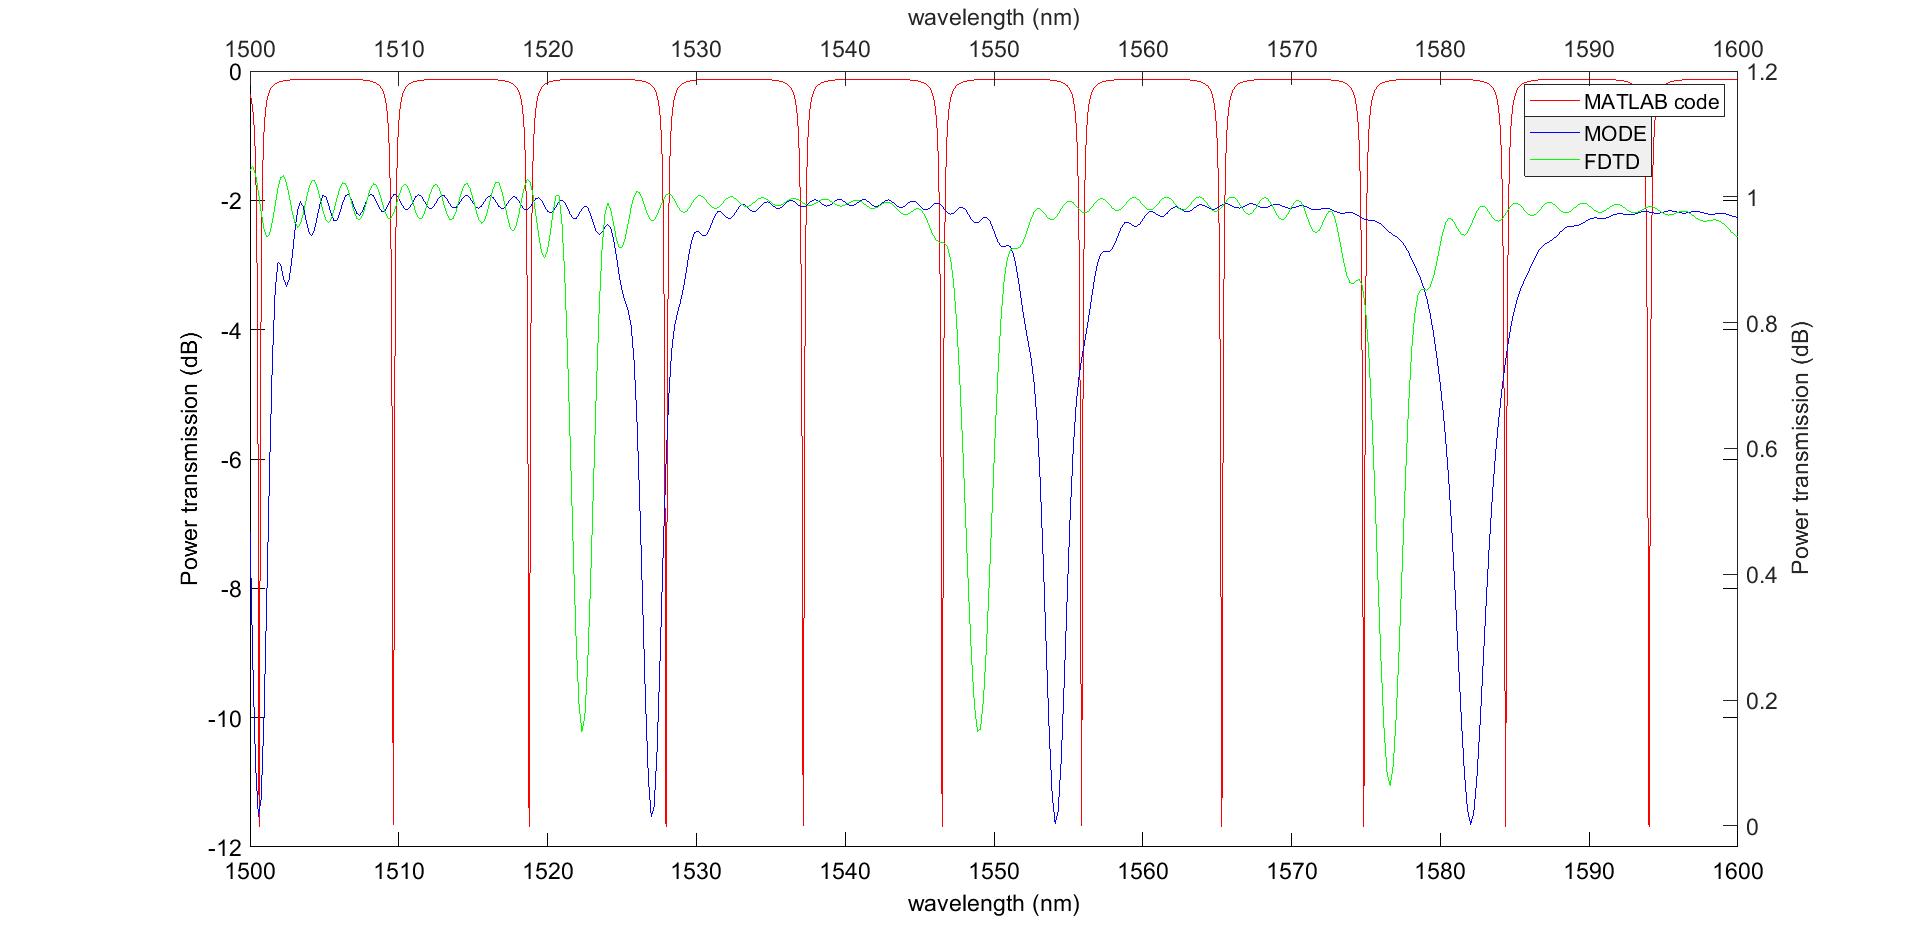 wavelength (nm)
1500 1510 1520 1530 1540 1550 1560 1570 1580 1590 1600
0 1.2
MATLAB code
MODE
FDTD
-2 1
-4 0.8
Power transmission (dB) Power transmission (dB)
-6 0.6
-8 0.4
-10 0.2
0
-12
1500 1510 1520 1530 1540 1550 1560 1570 1580 1590 1600
wavelength (nm)